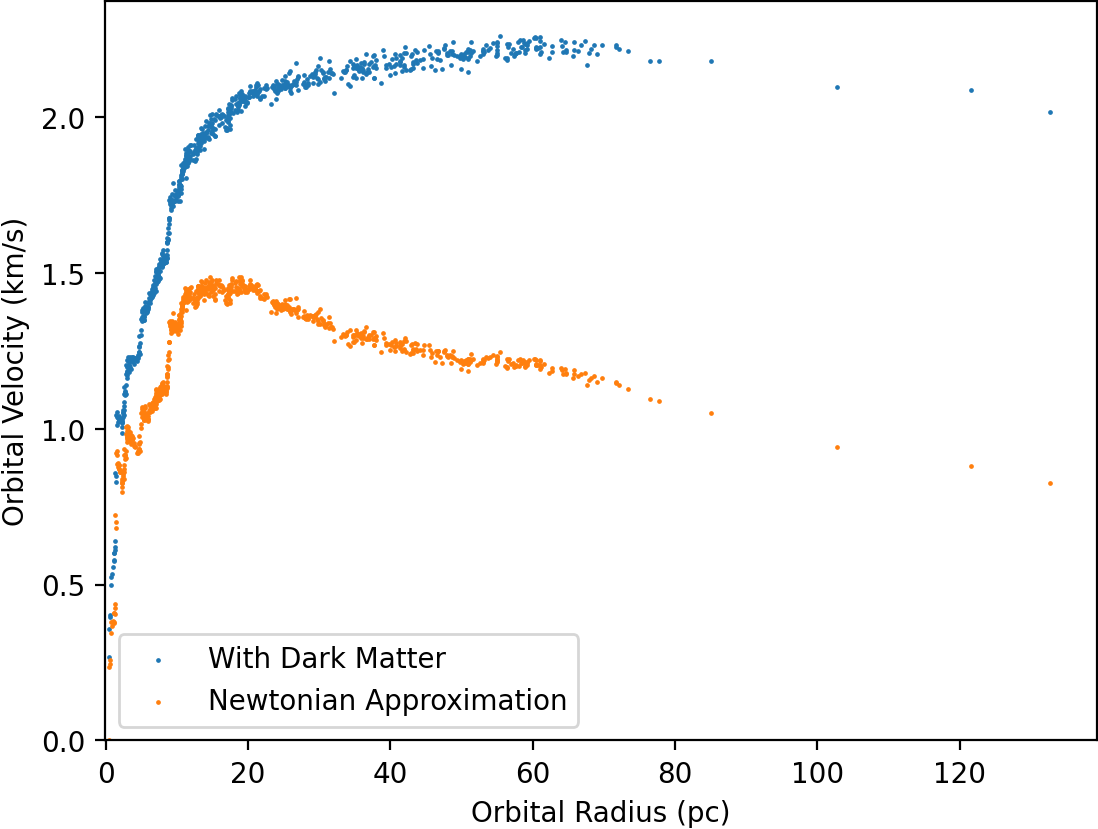 2.0
1.5
1.0
0.5
0.0
Orbital Velocity (km/s)
With Dark Matter
Newtonian Approximation
0 20 40 60 80 100 120
Orbital Radius (pc)